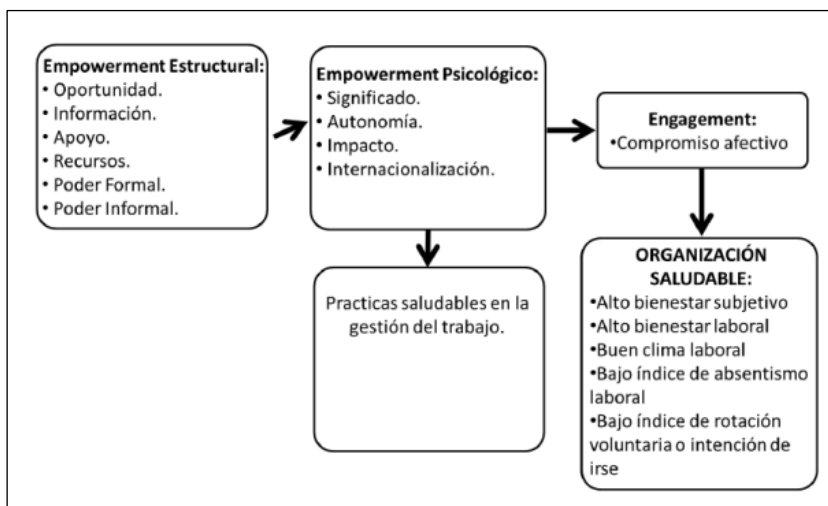 Empowerment Estructural:
• Oportunidad.
• Información.
• Apoyo.
• Recursos.
• Poder Formal.
• Poder Informal.
Empowerment Psicológico:
• Significado.
• Autonomía.
• Impacto.
• Internacionalización.
Engagement:
•Compromiso afectivo
Practicas saludables en la
gestión del trabajo.
ORGANIZACIÓN
SALUDABLE:
•Alto bienestar subjetivo
•Alto bienestar laboral
•Buen clima laboral
•Bajo índice de absentismo
laboral
•Bajo índice de rotación
voluntaria o intención de
irse